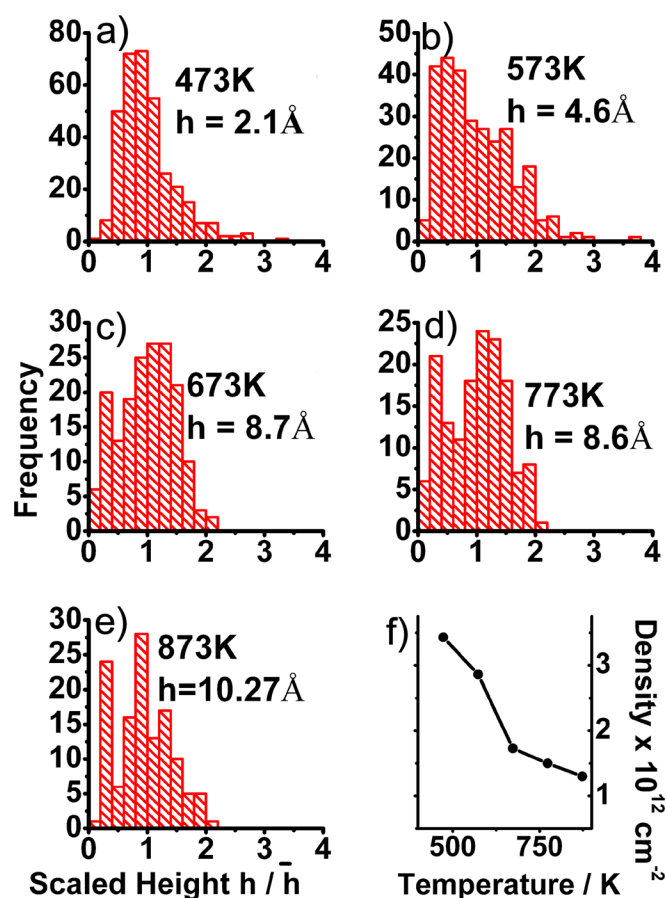 a)
473K
h = 2.1Å
80
60
40
20
0
0 1 2 3 4
b)
573K
h = 4.6Å
50
40
30
20
10
0
0 1 2 3 4
c)
673K
h = 8.7Å
30
25
20
15
10
5
0
0 1 2 3 4
d)
773K
h = 8.6Å
25
20
15
10
5
0
0 1 2 3 4
Frequency
e)
873K
h=10.27Å
30
25
20
15
10
5
0
0 1 2 3 4
Scaled Height h / h̄
f)
3
2
1
Density x 10¹² cm⁻²
500 750
Temperature / K